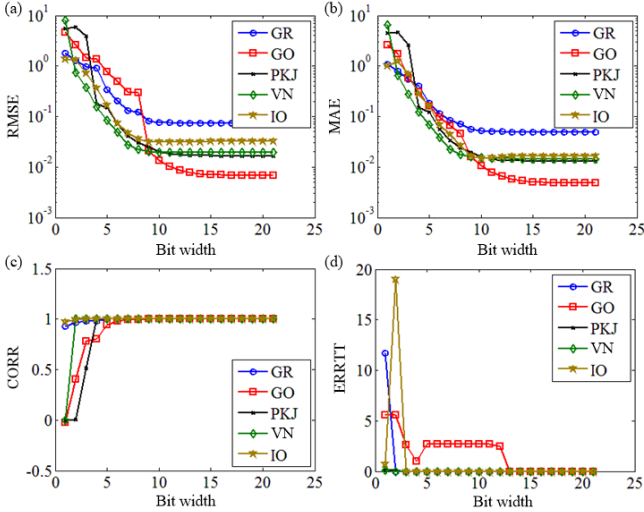 (a)
10^1
10^0
10^-1
10^-2
10^-3
RMSE
0 5 10 15 20 25
Bit width
GR
GO
PKJ
VN
IO
(b)
10^1
10^0
10^-1
10^-2
10^-3
MAE
0 5 10 15 20 25
Bit width
GR
GO
PKJ
VN
IO
(c)
1.5
1
0.5
0
-0.5
CORR
0 5 10 15 20 25
Bit width
GR
GO
PKJ
VN
IO
(d)
20
15
10
5
0
ERRTT
0 5 10 15 20 25
Bit width
GR
GO
PKJ
VN
IO